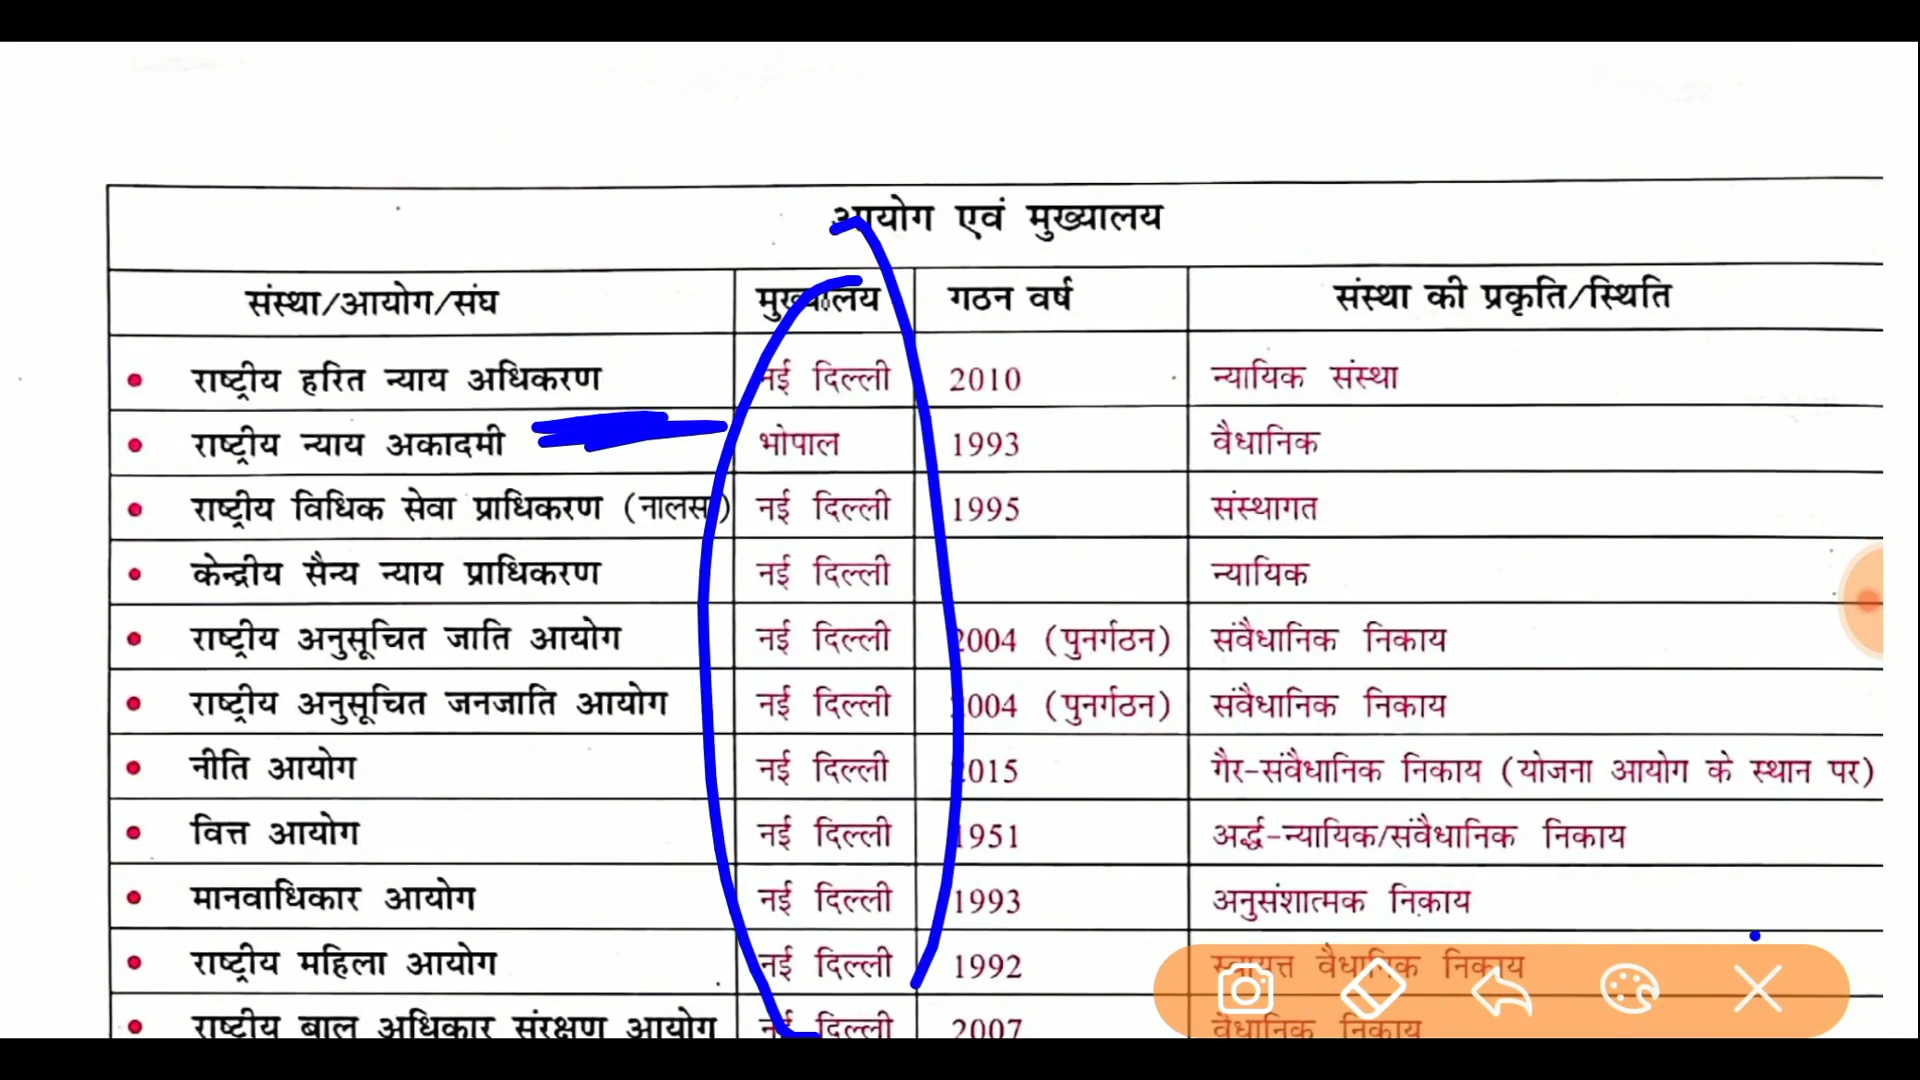 आयोग एवं मुख्यालय
संस्था/आयोग/संघ मुख्यालय गठन वर्ष संस्था की प्रकृति/स्थिति
• राष्ट्रीय हरित न्याय अधिकरण नई दिल्ली 2010 न्यायिक संस्था
• राष्ट्रीय न्याय अकादमी भोपाल 1993 वैधानिक
• राष्ट्रीय विधिक सेवा प्राधिकरण (नालसा) नई दिल्ली 1995 संस्थागत
• केन्द्रीय सैन्य न्याय प्राधिकरण नई दिल्ली न्यायिक
• राष्ट्रीय अनुसूचित जाति आयोग नई दिल्ली 2004 (पुनर्गठन) संवैधानिक निकाय
• राष्ट्रीय अनुसूचित जनजाति आयोग नई दिल्ली 2004 (पुनर्गठन) संवैधानिक निकाय
• नीति आयोग नई दिल्ली 2015 गैर-संवैधानिक निकाय (योजना आयोग के स्थान पर)
• वित्त आयोग नई दिल्ली 1951 अर्द्ध-न्यायिक/संवैधानिक निकाय
• मानवाधिकार आयोग नई दिल्ली 1993 अनुसंशात्मक निकाय
• राष्ट्रीय महिला आयोग नई दिल्ली 1992 स्वायत्त वैधानिक निकाय
• राष्ट्रीय बाल अधिकार संरक्षण आयोग नई दिल्ली 2007 वैधानिक निकाय